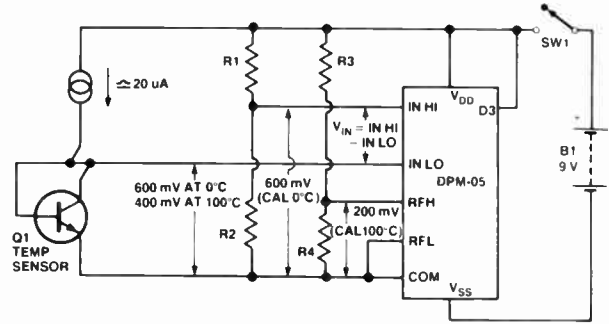 R1
R3
SW1
≃20 uA
VDD
D3
IN HI
VIN = IN HI
− IN LO
IN LO
+
B1
9 V
DPM-05
600 mV AT 0°C
400 mV AT 100°C
600 mV
(CAL 0°C)
200 mV
(CAL100°C)
RFH
RFL
Q1
TEMP
SENSOR
R2
R4
COM
VSS